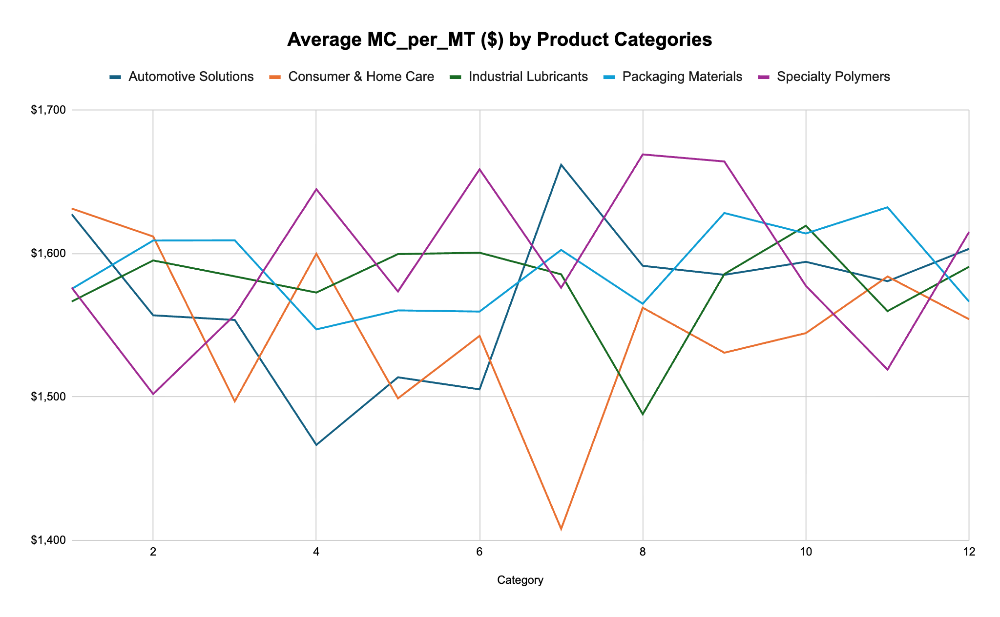 Average MC_per_MT ($) by Product Categories
Automotive Solutions Consumer & Home Care Industrial Lubricants Packaging Materials Specialty Polymers
$1,700
$1,600
$1,500
$1,400
2 4 6 8 10 12
Category